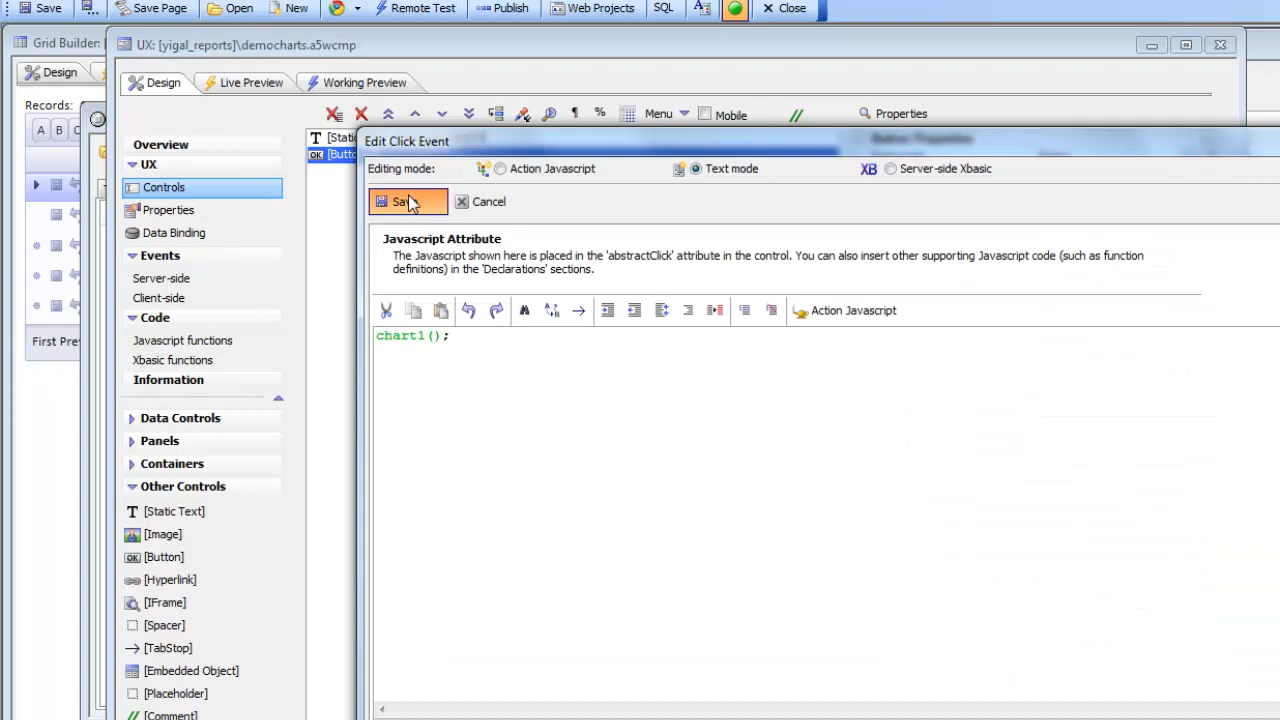 Save Save Page Open New Remote Test Publish Web Projects SQL Close
Grid Builder: UX: [yigal_reports]\democharts.a5wcmp
Design Design Live Preview Working Preview
Records:
Menu Mobile Properties
A B C
Overview
UX
Controls
Properties
Data Binding
Events
Server-side
Client-side
Code
Javascript functions
Xbasic functions
Information
Data Controls
Panels
Containers
Other Controls
[Static Text]
[Image]
[Button]
[Hyperlink]
[IFrame]
[Spacer]
[TabStop]
[Embedded Object]
[Placeholder]
[Comment]
First Prev
Edit Click Event
Editing mode: Action Javascript Text mode XB Server-side Xbasic
Save Cancel
Javascript Attribute
The Javascript shown here is placed in the 'abstractClick' attribute in the control. You can also insert other supporting Javascript code (such as function
definitions) in the 'Declarations' sections.
Action Javascript
chart1();